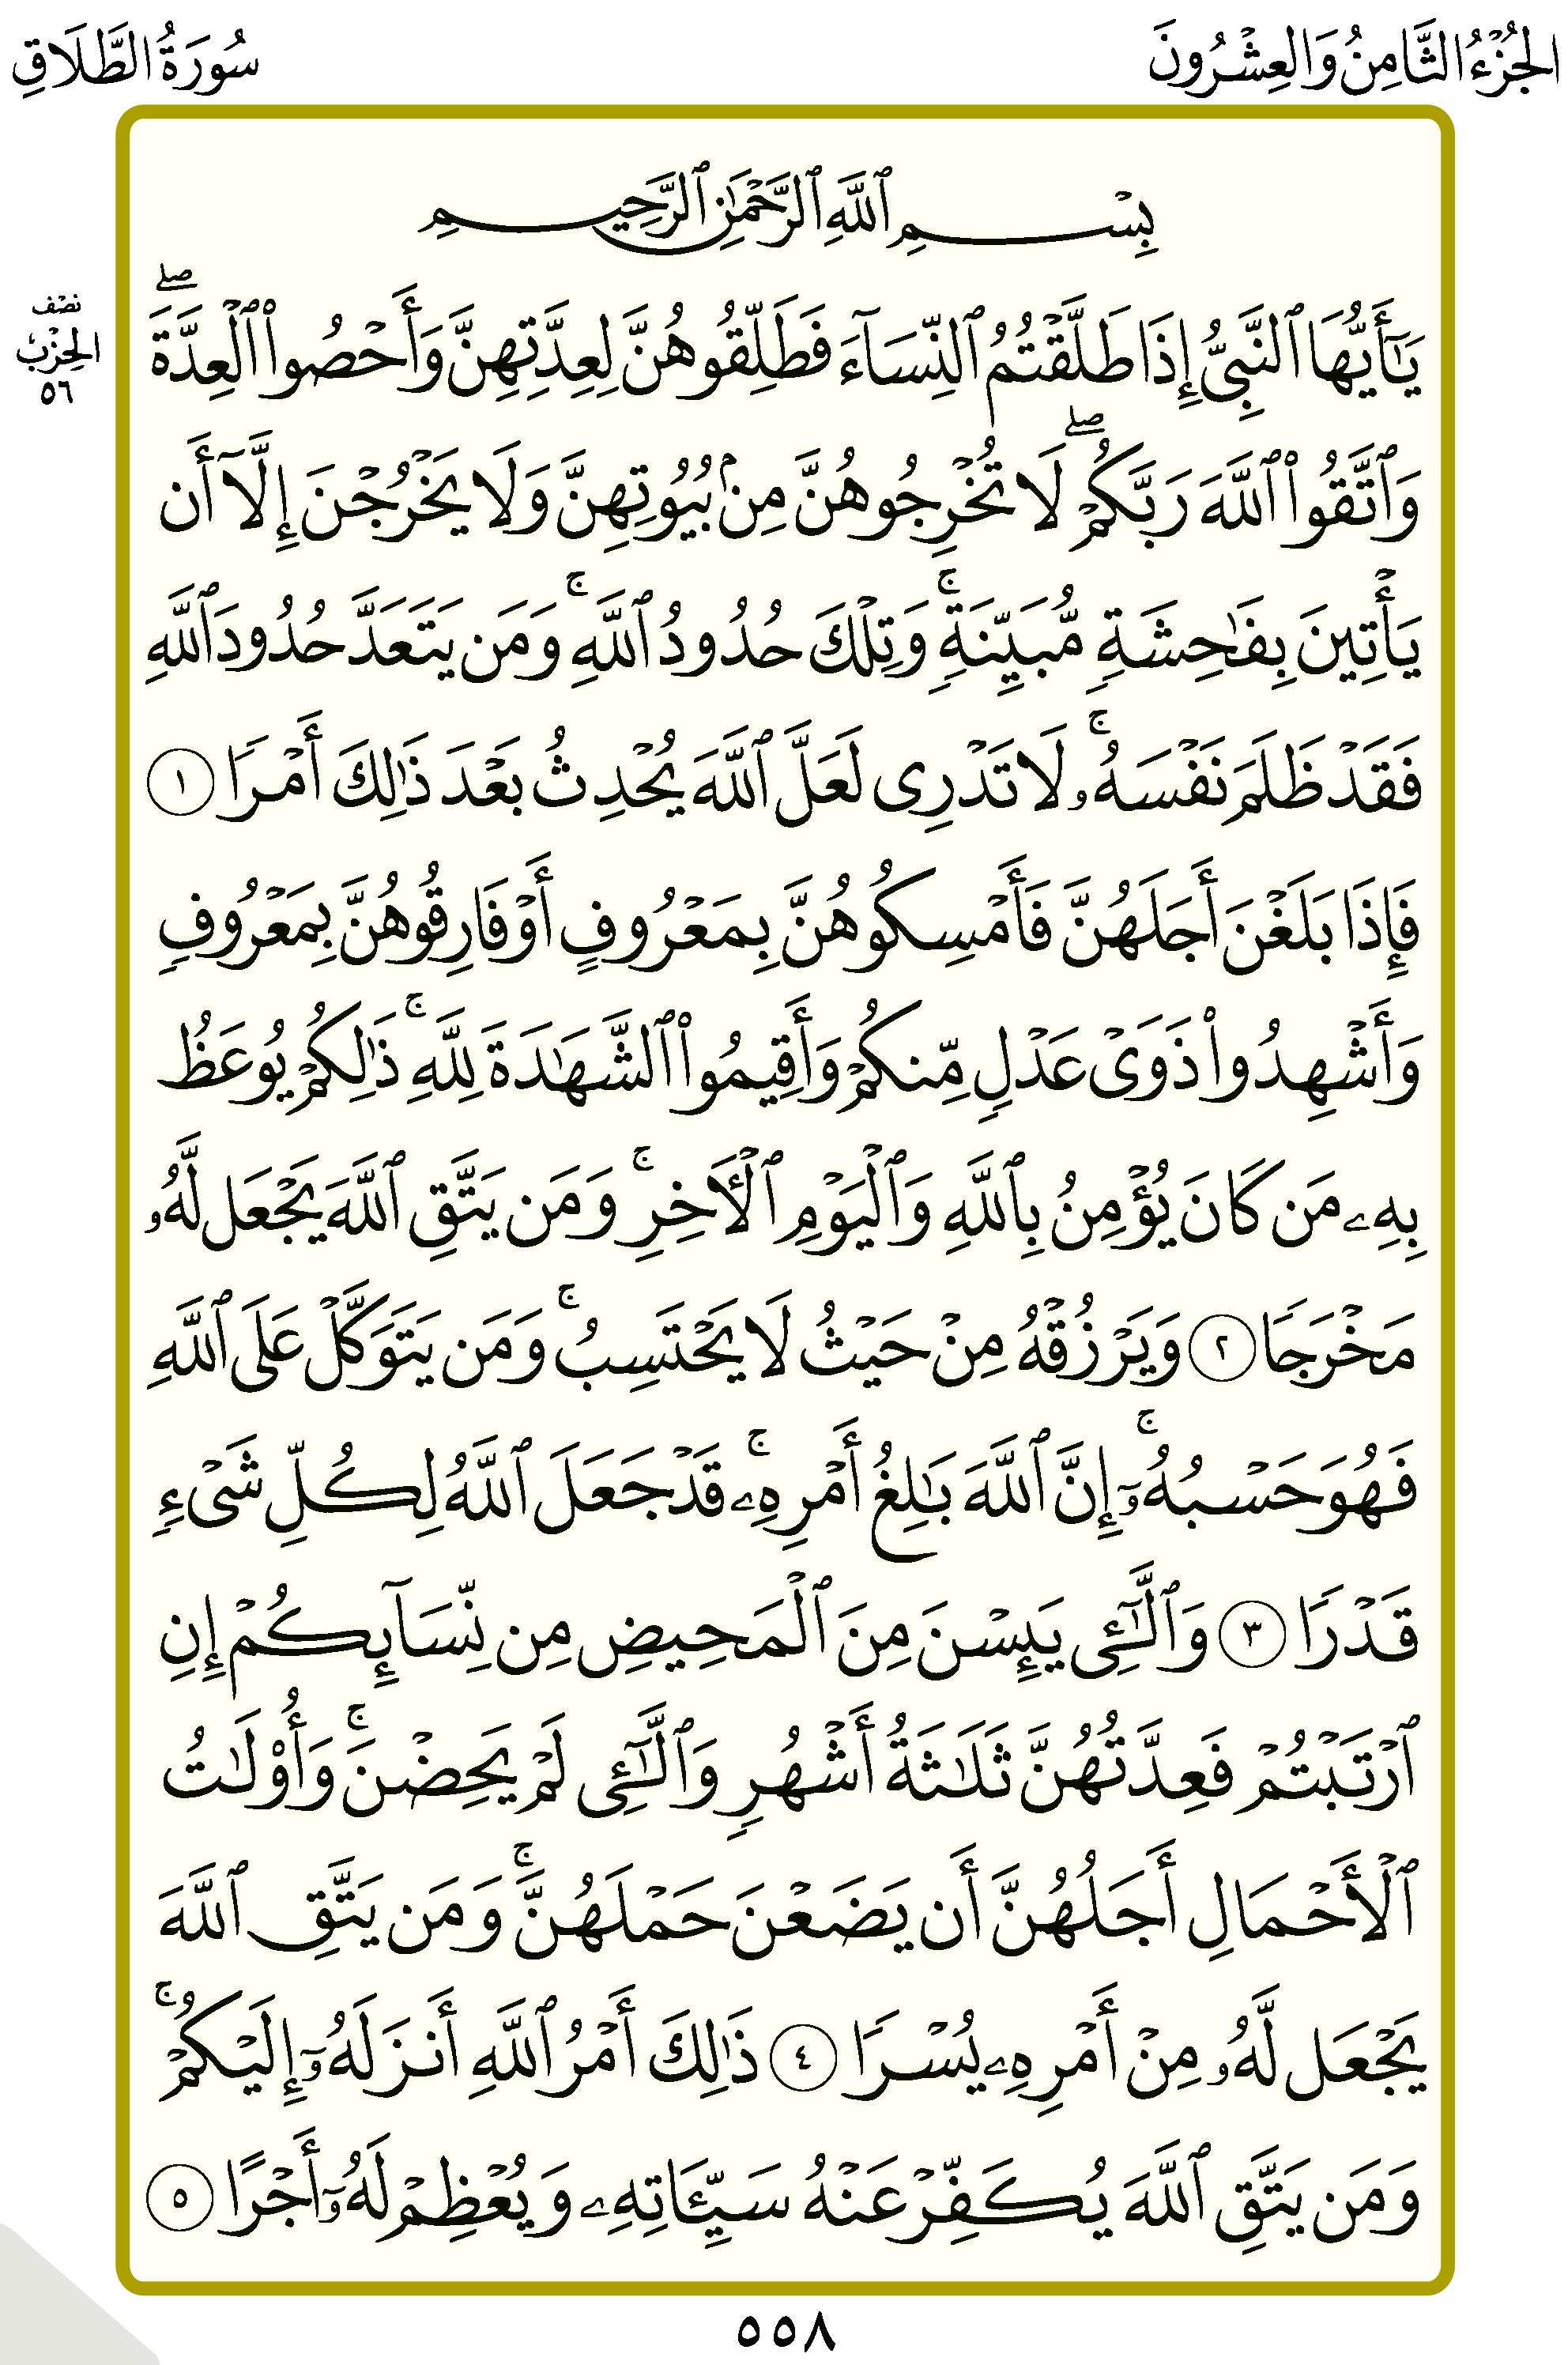 الجُزْءُ الثَّامِنُ وَالعِشْرُونَ
سُورَةُ الطَّلَاقِ
بِسْمِ ٱللَّهِ ٱلرَّحْمَٰنِ ٱلرَّحِيمِ
يَٰٓأَيُّهَا ٱلنَّبِىُّ إِذَا طَلَّقْتُمُ ٱلنِّسَآءَ فَطَلِّقُوهُنَّ لِعِدَّتِهِنَّ وَأَحْصُوا۟ ٱلْعِدَّةَ ۖ
نصف
الحِزْب
٥٦
وَٱتَّقُوا۟ ٱللَّهَ رَبَّكُمْ ۖ لَا تُخْرِجُوهُنَّ مِنۢ بُيُوتِهِنَّ وَلَا يَخْرُجْنَ إِلَّآ أَن
يَأْتِينَ بِفَٰحِشَةٍ مُّبَيِّنَةٍ ۚ وَتِلْكَ حُدُودُ ٱللَّهِ ۚ وَمَن يَتَعَدَّ حُدُودَ ٱللَّهِ
فَقَدْ ظَلَمَ نَفْسَهُۥ ۚ لَا تَدْرِى لَعَلَّ ٱللَّهَ يُحْدِثُ بَعْدَ ذَٰلِكَ أَمْرًا ١
فَإِذَا بَلَغْنَ أَجَلَهُنَّ فَأَمْسِكُوهُنَّ بِمَعْرُوفٍ أَوْ فَارِقُوهُنَّ بِمَعْرُوفٍ
وَأَشْهِدُوا۟ ذَوَىْ عَدْلٍ مِّنكُمْ وَأَقِيمُوا۟ ٱلشَّهَٰدَةَ لِلَّهِ ۚ ذَٰلِكُمْ يُوعَظُ
بِهِۦ مَن كَانَ يُؤْمِنُ بِٱللَّهِ وَٱلْيَوْمِ ٱلْـَٔاخِرِ ۚ وَمَن يَتَّقِ ٱللَّهَ يَجْعَل لَّهُۥ
مَخْرَجًا ٢ وَيَرْزُقْهُ مِنْ حَيْثُ لَا يَحْتَسِبُ ۚ وَمَن يَتَوَكَّلْ عَلَى ٱللَّهِ
فَهُوَ حَسْبُهُۥٓ ۚ إِنَّ ٱللَّهَ بَٰلِغُ أَمْرِهِۦ ۚ قَدْ جَعَلَ ٱللَّهُ لِكُلِّ شَىْءٍ
قَدْرًا ٣ وَٱلَّٰٓـِٔى يَئِسْنَ مِنَ ٱلْمَحِيضِ مِن نِّسَآئِكُمْ إِنِ
ٱرْتَبْتُمْ فَعِدَّتُهُنَّ ثَلَٰثَةُ أَشْهُرٍ وَٱلَّٰٓـِٔى لَمْ يَحِضْنَ ۚ وَأُو۟لَٰتُ
ٱلْأَحْمَالِ أَجَلُهُنَّ أَن يَضَعْنَ حَمْلَهُنَّ ۚ وَمَن يَتَّقِ ٱللَّهَ
يَجْعَل لَّهُۥ مِنْ أَمْرِهِۦ يُسْرًا ٤ ذَٰلِكَ أَمْرُ ٱللَّهِ أَنزَلَهُۥٓ إِلَيْكُمْ ۚ
وَمَن يَتَّقِ ٱللَّهَ يُكَفِّرْ عَنْهُ سَيِّـَٔاتِهِۦ وَيُعْظِمْ لَهُۥٓ أَجْرًا ٥
٥٥٨